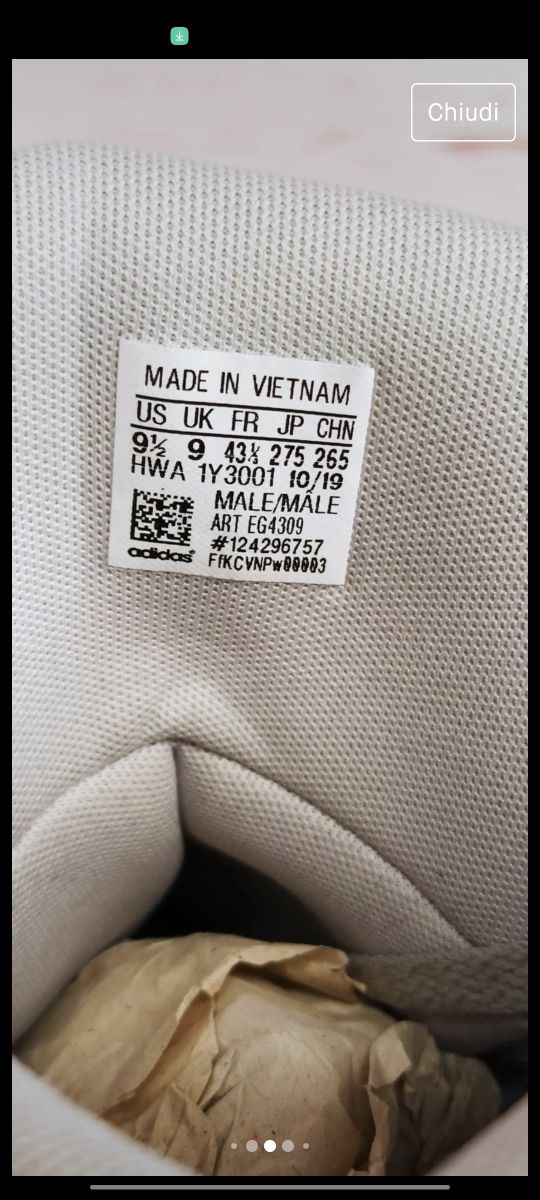 Chiudi
MADE IN VIETNAM
US UK FR JP CHN
9½ 9 43⅓ 275 265
HWA 1Y3001 10/19
MALE/MÂLE
ART EG4309
#124296757
adidas
FfKCVNPw00003